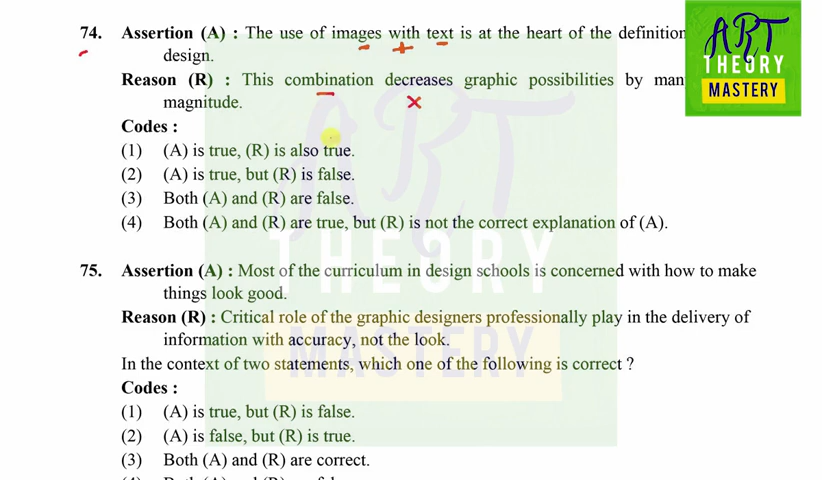 74. Assertion (A) : The use of images with text is at the heart of the definition
design.
Reason (R) : This combination decreases graphic possibilities by
magnitude.
Codes :
(1) (A) is true, (R) is also true.
(2) (A) is true, but (R) is false.
(3) Both (A) and (R) are false.
(4) Both (A) and (R) are true, but (R) is not the correct explanation of (A).
75. Assertion (A) : Most of the curriculum in design schools is concerned with how to make
things look good.
Reason (R) : Critical role of the graphic designers professionally play in the delivery of
information with accuracy, not the look.
In the context of two statements, which one of the following is correct ?
Codes :
(1) (A) is true, but (R) is false.
(2) (A) is false, but (R) is true.
(3) Both (A) and (R) are correct.
ART
THEORY
MASTERY
ART
THEORY
MASTERY